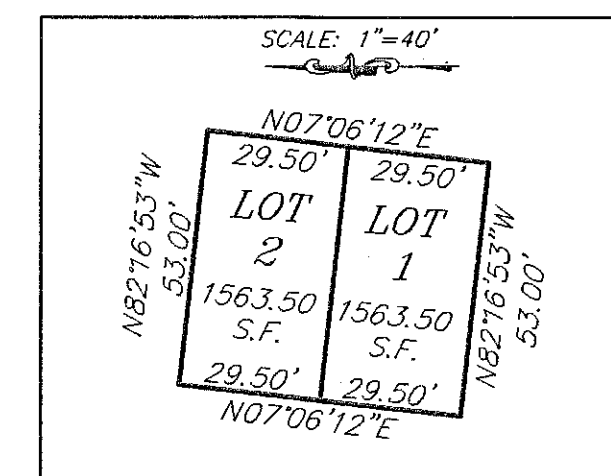 SCALE: 1"=40'
N07°06'12"E
29.50'
29.50'
N82°16'53"W
53.00'
LOT
2
1563.50
S.F.
29.50'
LOT
1
1563.50
S.F.
29.50'
N82°16'53"W
53.00'
N07°06'12"E